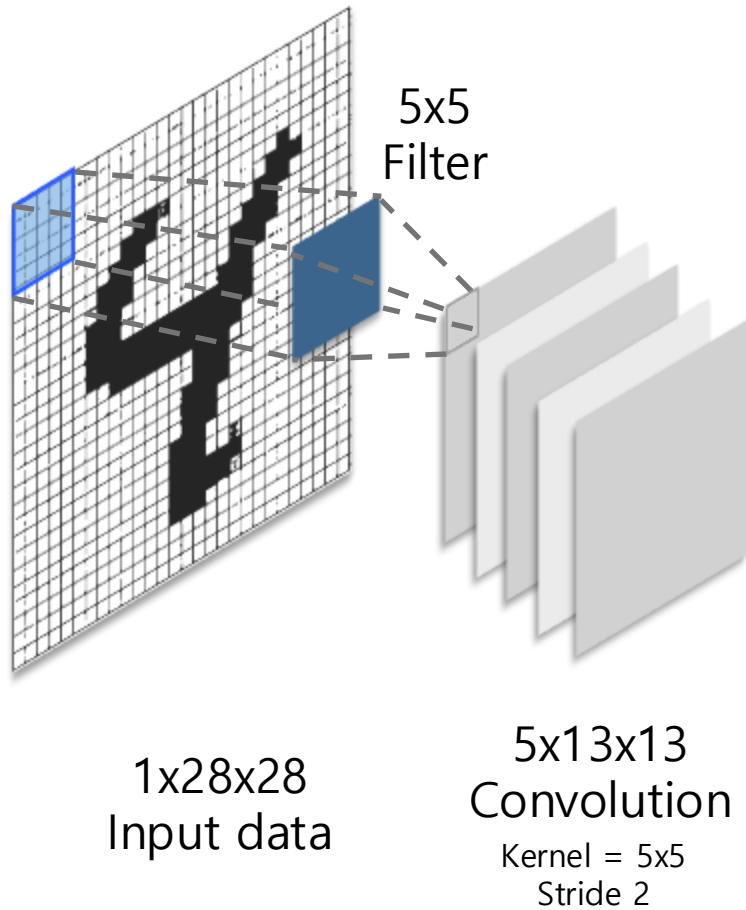 5x5
Filter
1x28x28
Input data
5x13x13
Convolution
Kernel = 5x5
Stride 2